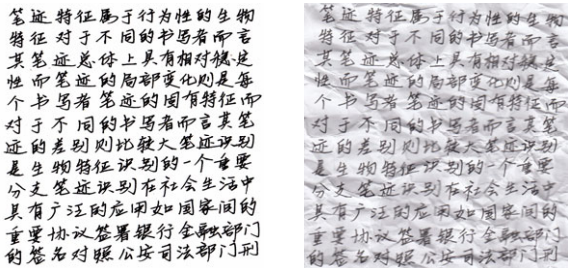 笔迹特征属于行为性的生物
特征对于不同的书写者而言
其笔迹总体上具有相对稳定
性而笔迹的局部变化则是每
个书写者笔迹的固有特征而
对于不同的书写者而言其笔
迹的差别则比较大笔迹识别
是生物特征识别的一个重要
分支笔迹识别在社会生活中
具有广泛的应用如国家间的
重要协议签署银行金融部门
的签名对照公安司法部门刑
笔迹特征属于行为性的生物
特征对于不同的书写者而言
其笔迹总体上具有相对稳定
性而笔迹的局部变化则是每
个书写者笔迹的固有特征而
对于不同的书写者而言其笔
迹的差别则比较大笔迹识别
是生物特征识别的一个重要
分支笔迹识别在社会生活中
具有广泛的应用如国家间的
重要协议签署银行金融部门
的签名对照公安司法部门刑